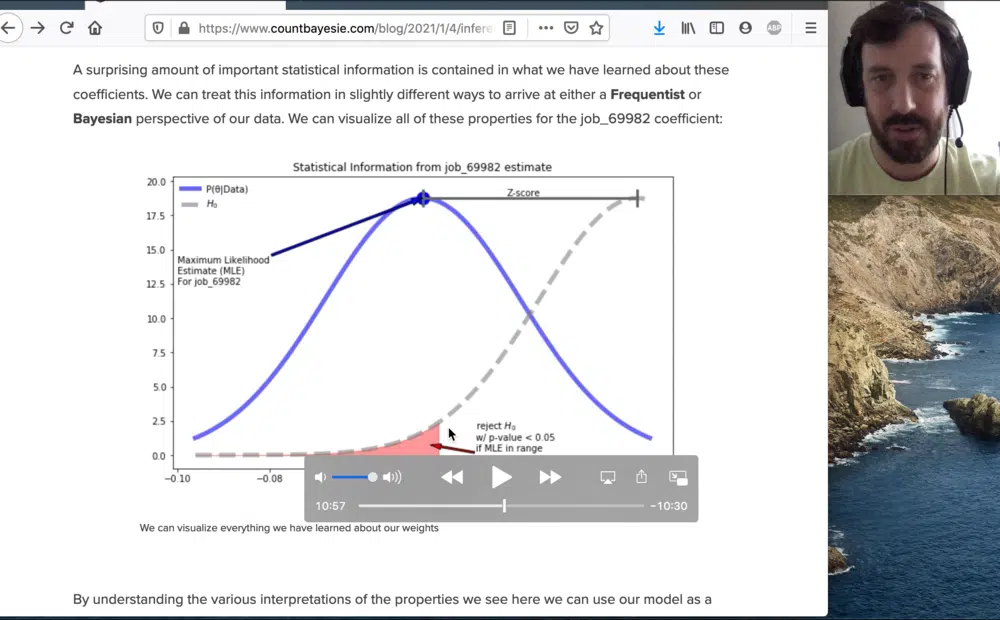 https://www.countbayesie.com/blog/2021/1/4/infere
ABP
A surprising amount of important statistical information is contained in what we have learned about these
coefficients. We can treat this information in slightly different ways to arrive at either a Frequentist or
Bayesian perspective of our data. We can visualize all of these properties for the job_69982 coefficient:
Statistical Information from job_69982 estimate
20.0
17.5
15.0
12.5
10.0
7.5
5.0
2.5
0.0
P(θ|Data)
H₀
Z-score
Maximum Likelihood
Estimate (MLE)
For job_69982
reject H₀
w/ p-value < 0.05
if MLE in range
−0.10
−0.08
10:57
-10:30
We can visualize everything we have learned about our weights
By understanding the various interpretations of the properties we see here we can use our model as a